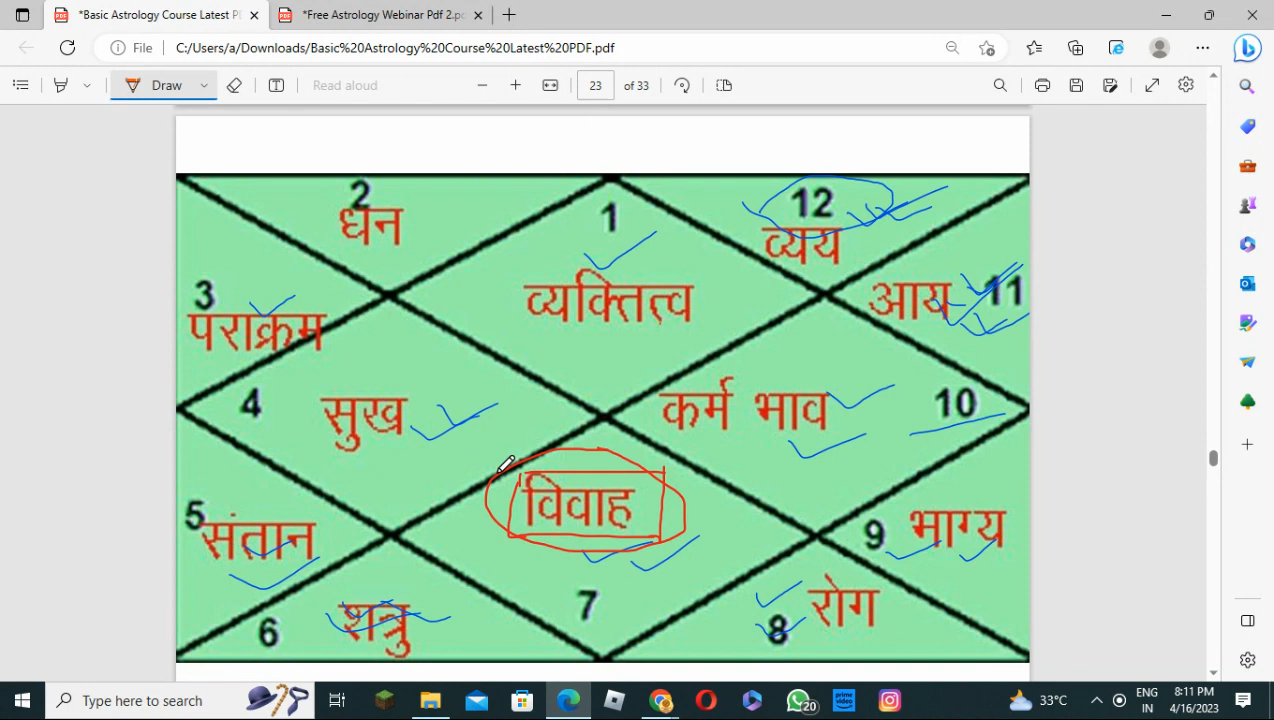 *Basic Astrology Course Latest P
*Free Astrology Webinar Pdf 2.p
File C:/Users/a/Downloads/Basic%20Astrology%20Course%20Latest%20PDF.pdf
Draw
Read aloud
23 of 33
2
धन
1
व्यक्तित्व
12
व्यय
3
पराक्रम
आय 11
4
सुख
कर्म भाव
10
विवाह
5
संतान
9 भाग्य
6 शत्रु
7
8 रोग
Type here to search
20
prime video
33°C
ENG
IN
8:11 PM
4/16/2023